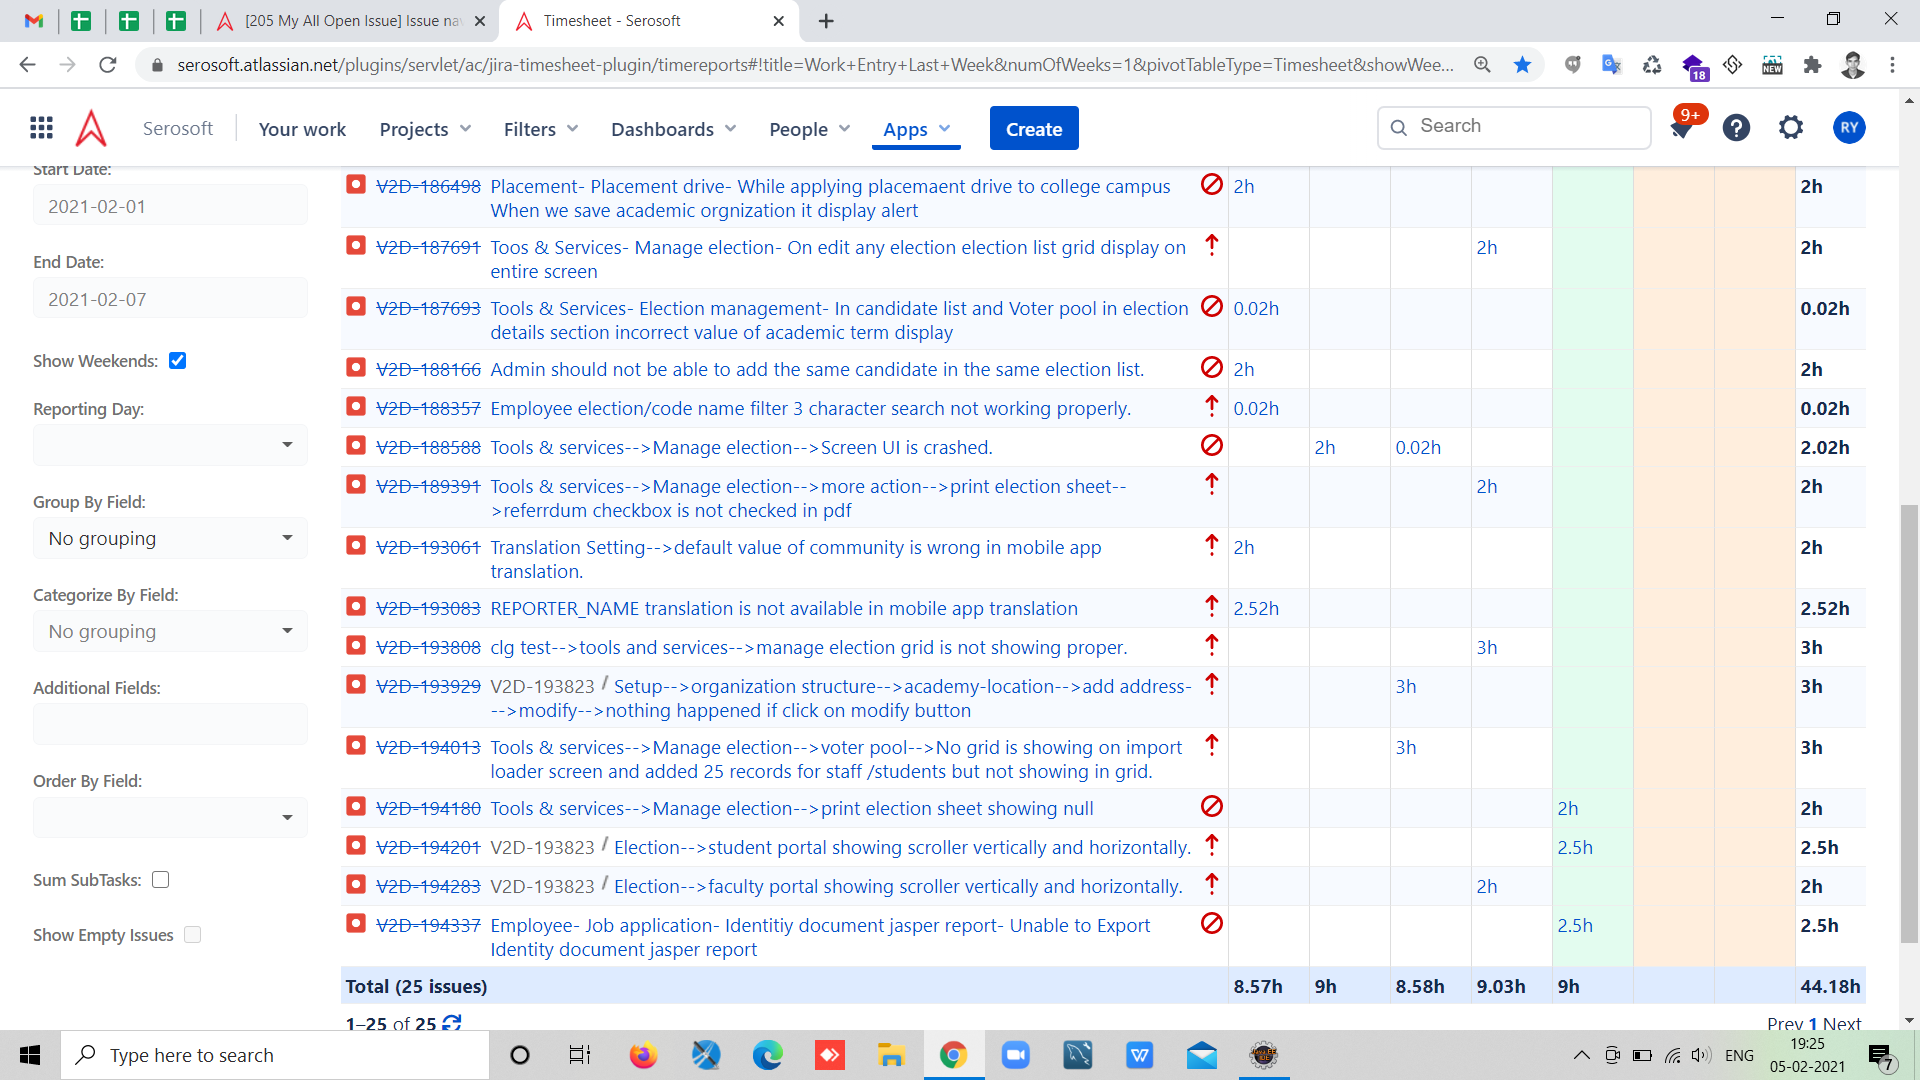 [205 My All Open Issue] Issue na
Timesheet - Serosoft
serosoft.atlassian.net/plugins/servlet/ac/jira-timesheet-plugin/timereports#!title=Work+Entry+Last+Week&numOfWeeks=1&pivotTableType=Timesheet&showWee...
18
NEW
Serosoft
Your work
Projects
Filters
Dashboards
People
Apps
Create
Search
9+
RY
Start Date:
2021-02-01
End Date:
2021-02-07
Show Weekends:
Reporting Day:
Group By Field:
No grouping
Categorize By Field:
No grouping
Additional Fields:
Order By Field:
Sum SubTasks:
Show Empty Issues
V2D-186498 Placement- Placement drive- While applying placemaent drive to college campus 2h 2h
When we save academic orgnization it display alert
V2D-187691 Toos & Services- Manage election- On edit any election election list grid display on 2h 2h
entire screen
V2D-187693 Tools & Services- Election management- In candidate list and Voter pool in election 0.02h 0.02h
details section incorrect value of academic term display
V2D-188166 Admin should not be able to add the same candidate in the same election list. 2h 2h
V2D-188357 Employee election/code name filter 3 character search not working properly. 0.02h 0.02h
V2D-188588 Tools & services-->Manage election-->Screen UI is crashed. 2h 0.02h 2.02h
V2D-189391 Tools & services-->Manage election-->more action-->print election sheet-- 2h 2h
>referrdum checkbox is not checked in pdf
V2D-193061 Translation Setting-->default value of community is wrong in mobile app 2h 2h
translation.
V2D-193083 REPORTER_NAME translation is not available in mobile app translation 2.52h 2.52h
V2D-193808 clg test-->tools and services-->manage election grid is not showing proper. 3h 3h
V2D-193929 V2D-193823 / Setup-->organization structure-->academy-location-->add address- 3h 3h
-->modify-->nothing happened if click on modify button
V2D-194013 Tools & services-->Manage election-->voter pool-->No grid is showing on import 3h 3h
loader screen and added 25 records for staff /students but not showing in grid.
V2D-194180 Tools & services-->Manage election-->print election sheet showing null 2h 2h
V2D-194201 V2D-193823 / Election-->student portal showing scroller vertically and horizontally. 2.5h 2.5h
V2D-194283 V2D-193823 / Election-->faculty portal showing scroller vertically and horizontally. 2h 2h
V2D-194337 Employee- Job application- Identitiy document jasper report- Unable to Export 2.5h 2.5h
Identity document jasper report
Total (25 issues) 8.57h 9h 8.58h 9.03h 9h 44.18h
1–25 of 25
Prev 1 Next
Type here to search
ENG
19:25
05-02-2021
7